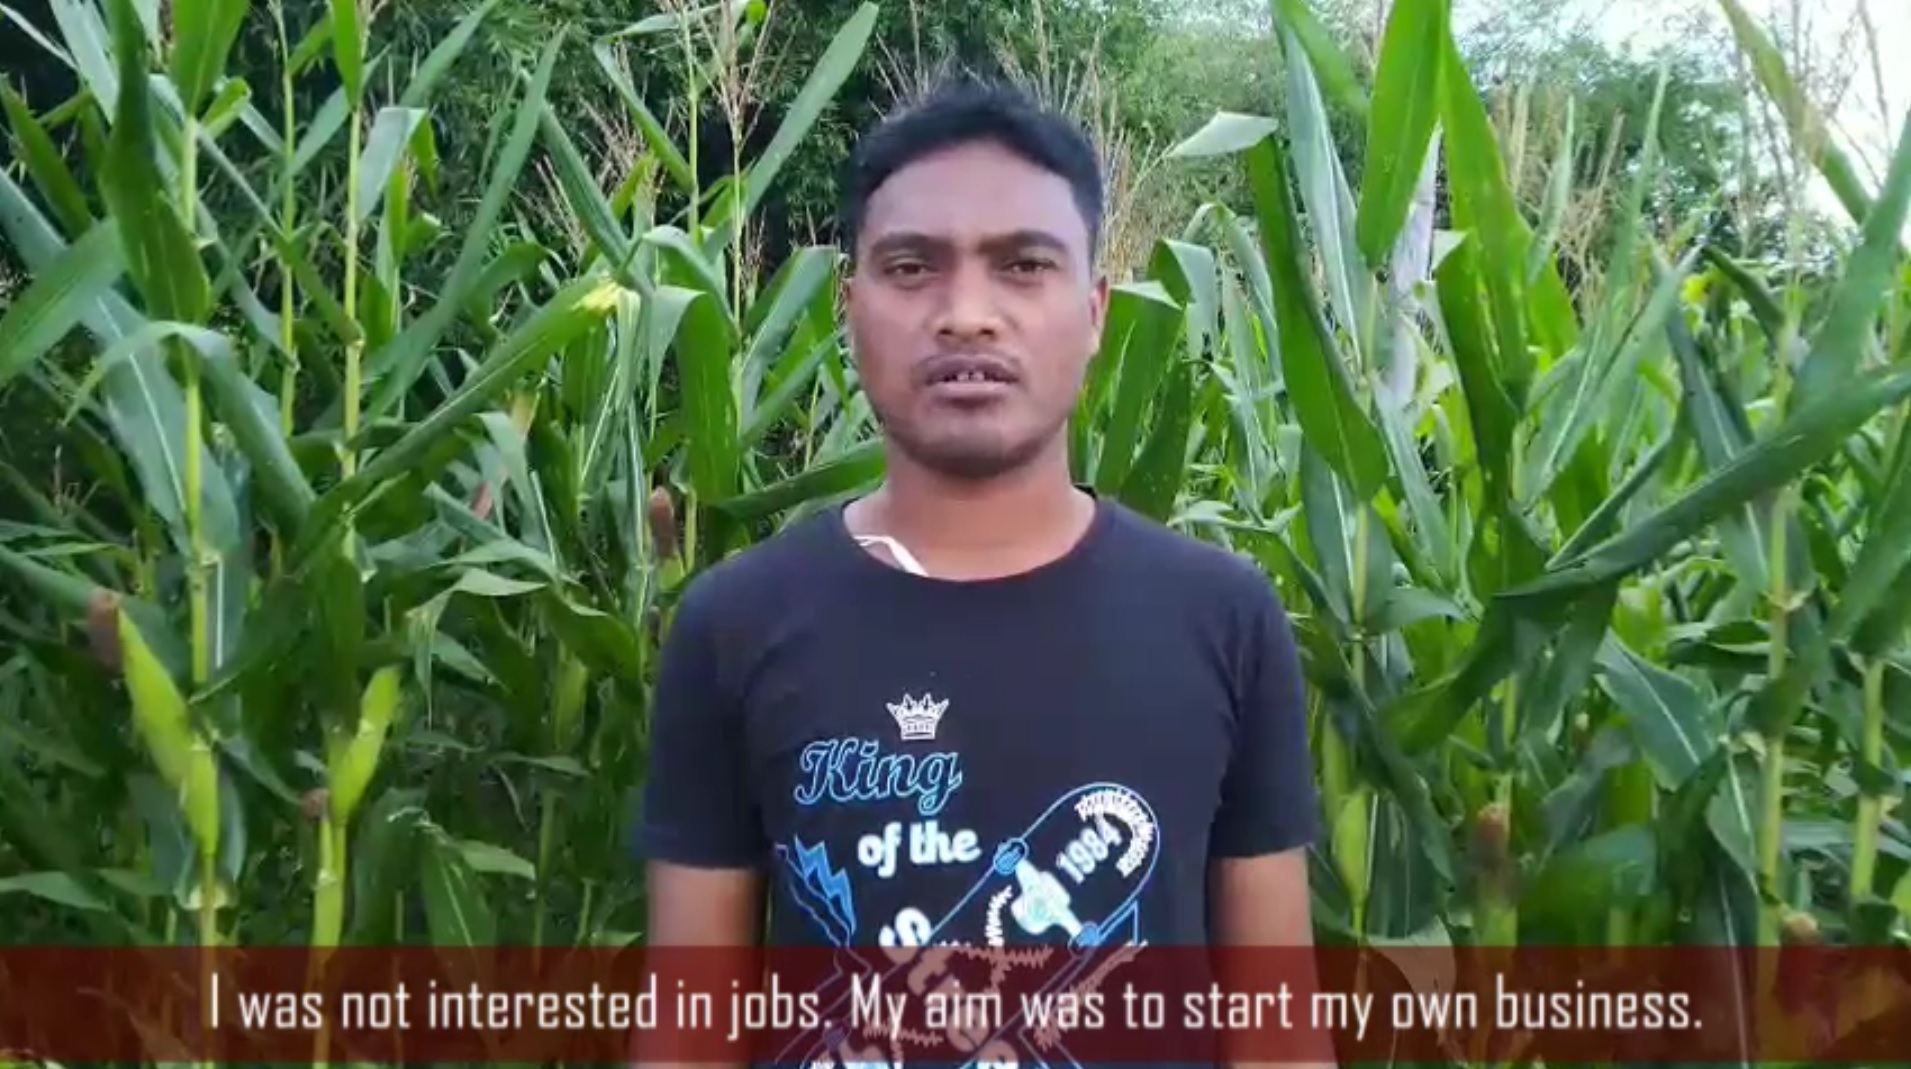 King
of the
1984
I was not interested in jobs. My aim was to start my own business.